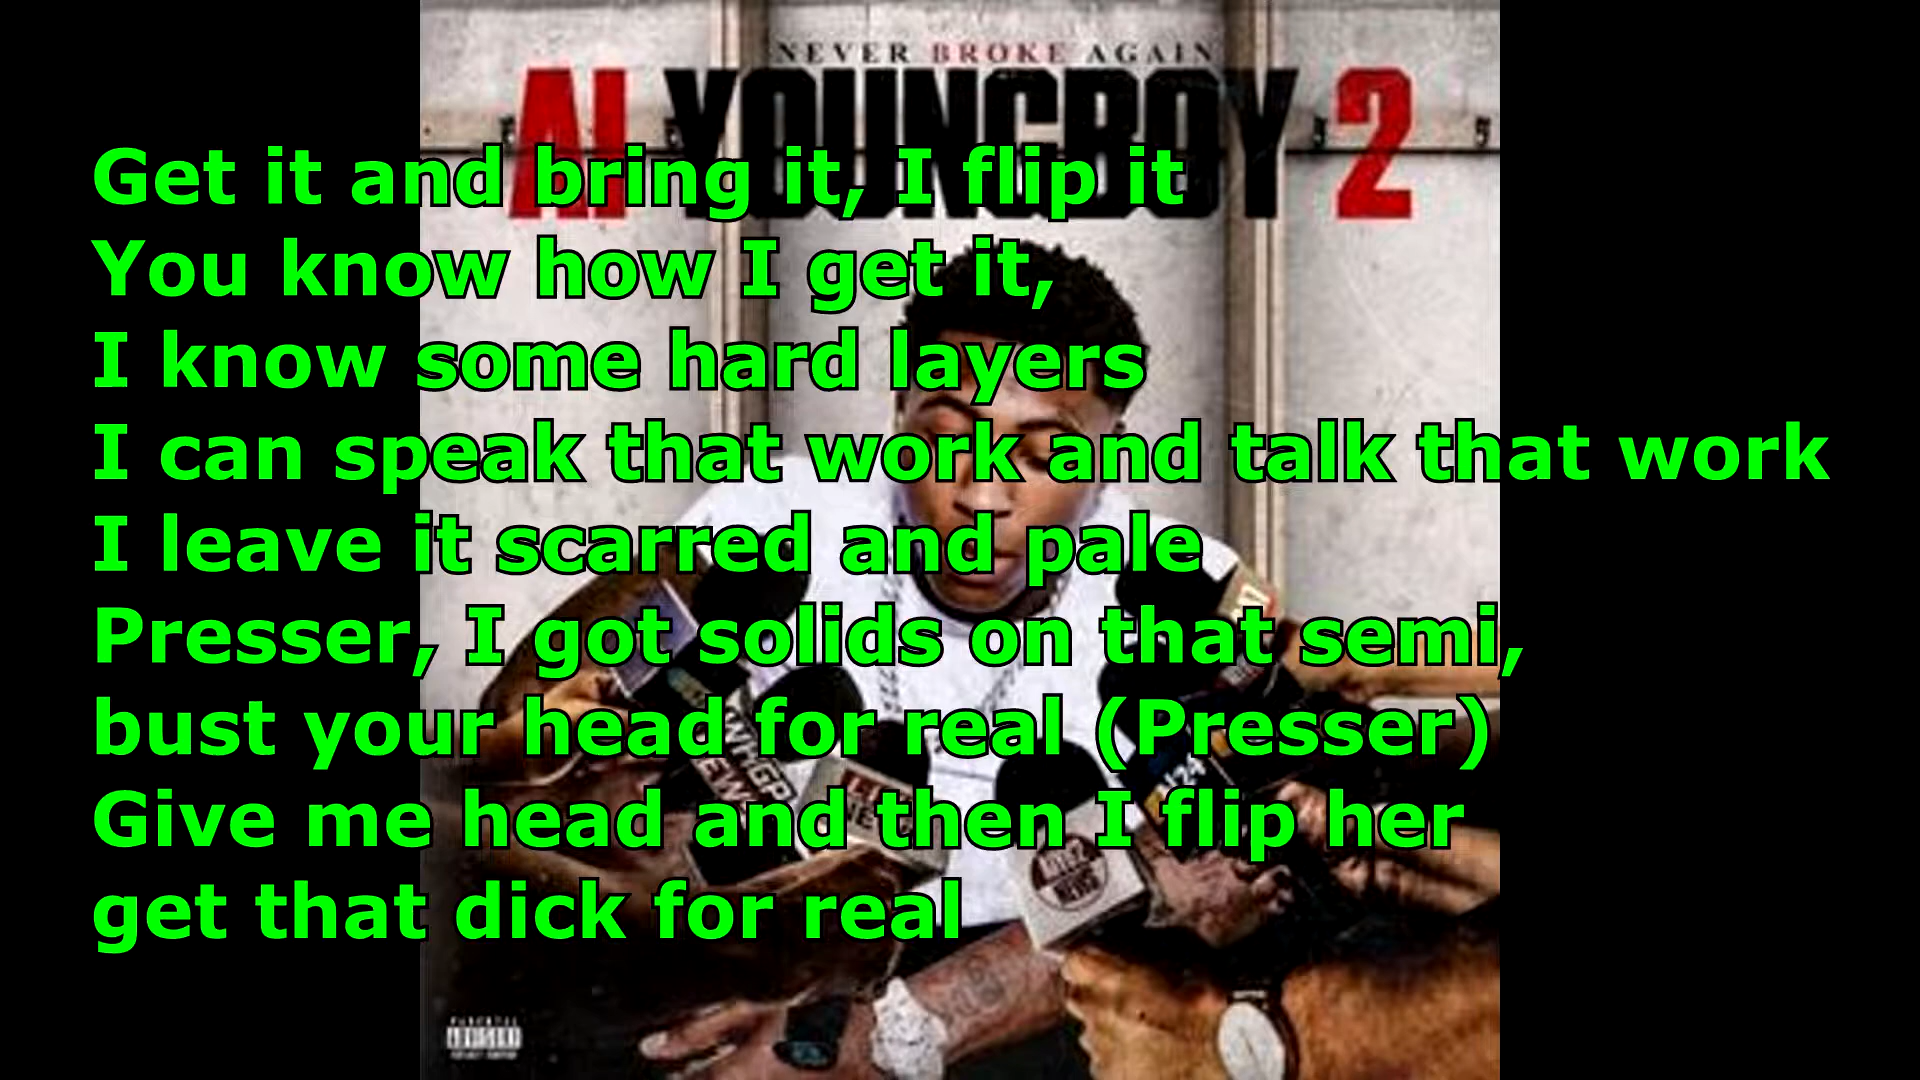 NEVER BROKE AGAIN
AI YOUNGBOY 2
Get it and bring it, I flip it
You know how I get it,
I know some hard layers
I can speak that work and talk that work
I leave it scarred and pale
Presser, I got solids on that semi,
bust your head for real (Presser)
Give me head and then I flip her
get that dick for real